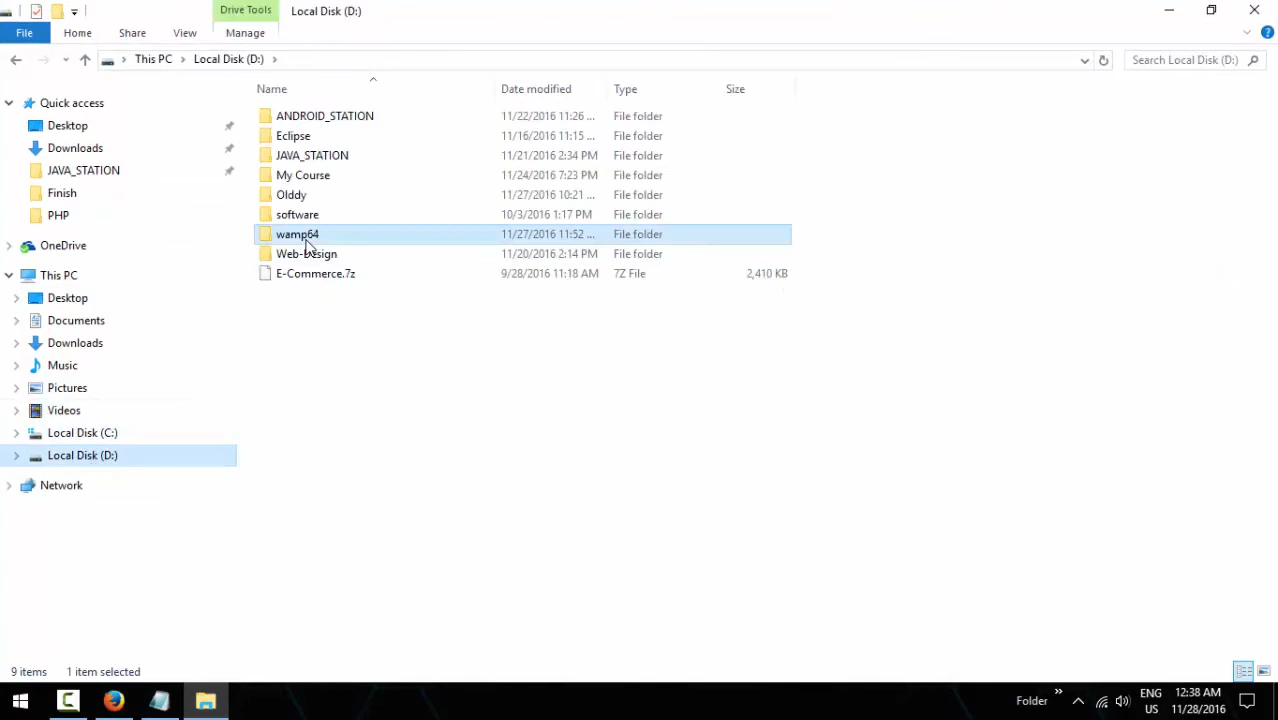 Drive Tools Local Disk (D:)
File Home Share View Manage
This PC Local Disk (D:) Search Local Disk (D:)
Name Date modified Type Size
Quick access
Desktop
Downloads
JAVA_STATION
Finish
PHP
OneDrive
This PC
Desktop
Documents
Downloads
Music
Pictures
Videos
Local Disk (C:)
Local Disk (D:)
Network
ANDROID_STATION 11/22/2016 11:26 ... File folder
Eclipse 11/16/2016 11:15 ... File folder
JAVA_STATION 11/21/2016 2:34 PM File folder
My Course 11/24/2016 7:23 PM File folder
Olddy 11/27/2016 10:21 ... File folder
software 10/3/2016 1:17 PM File folder
wamp64 11/27/2016 11:52 ... File folder
Web-Design 11/20/2016 2:14 PM File folder
E-Commerce.7z 9/28/2016 11:18 AM 7Z File 2,410 KB
9 items 1 item selected
Folder ENG 12:38 AM
US 11/28/2016